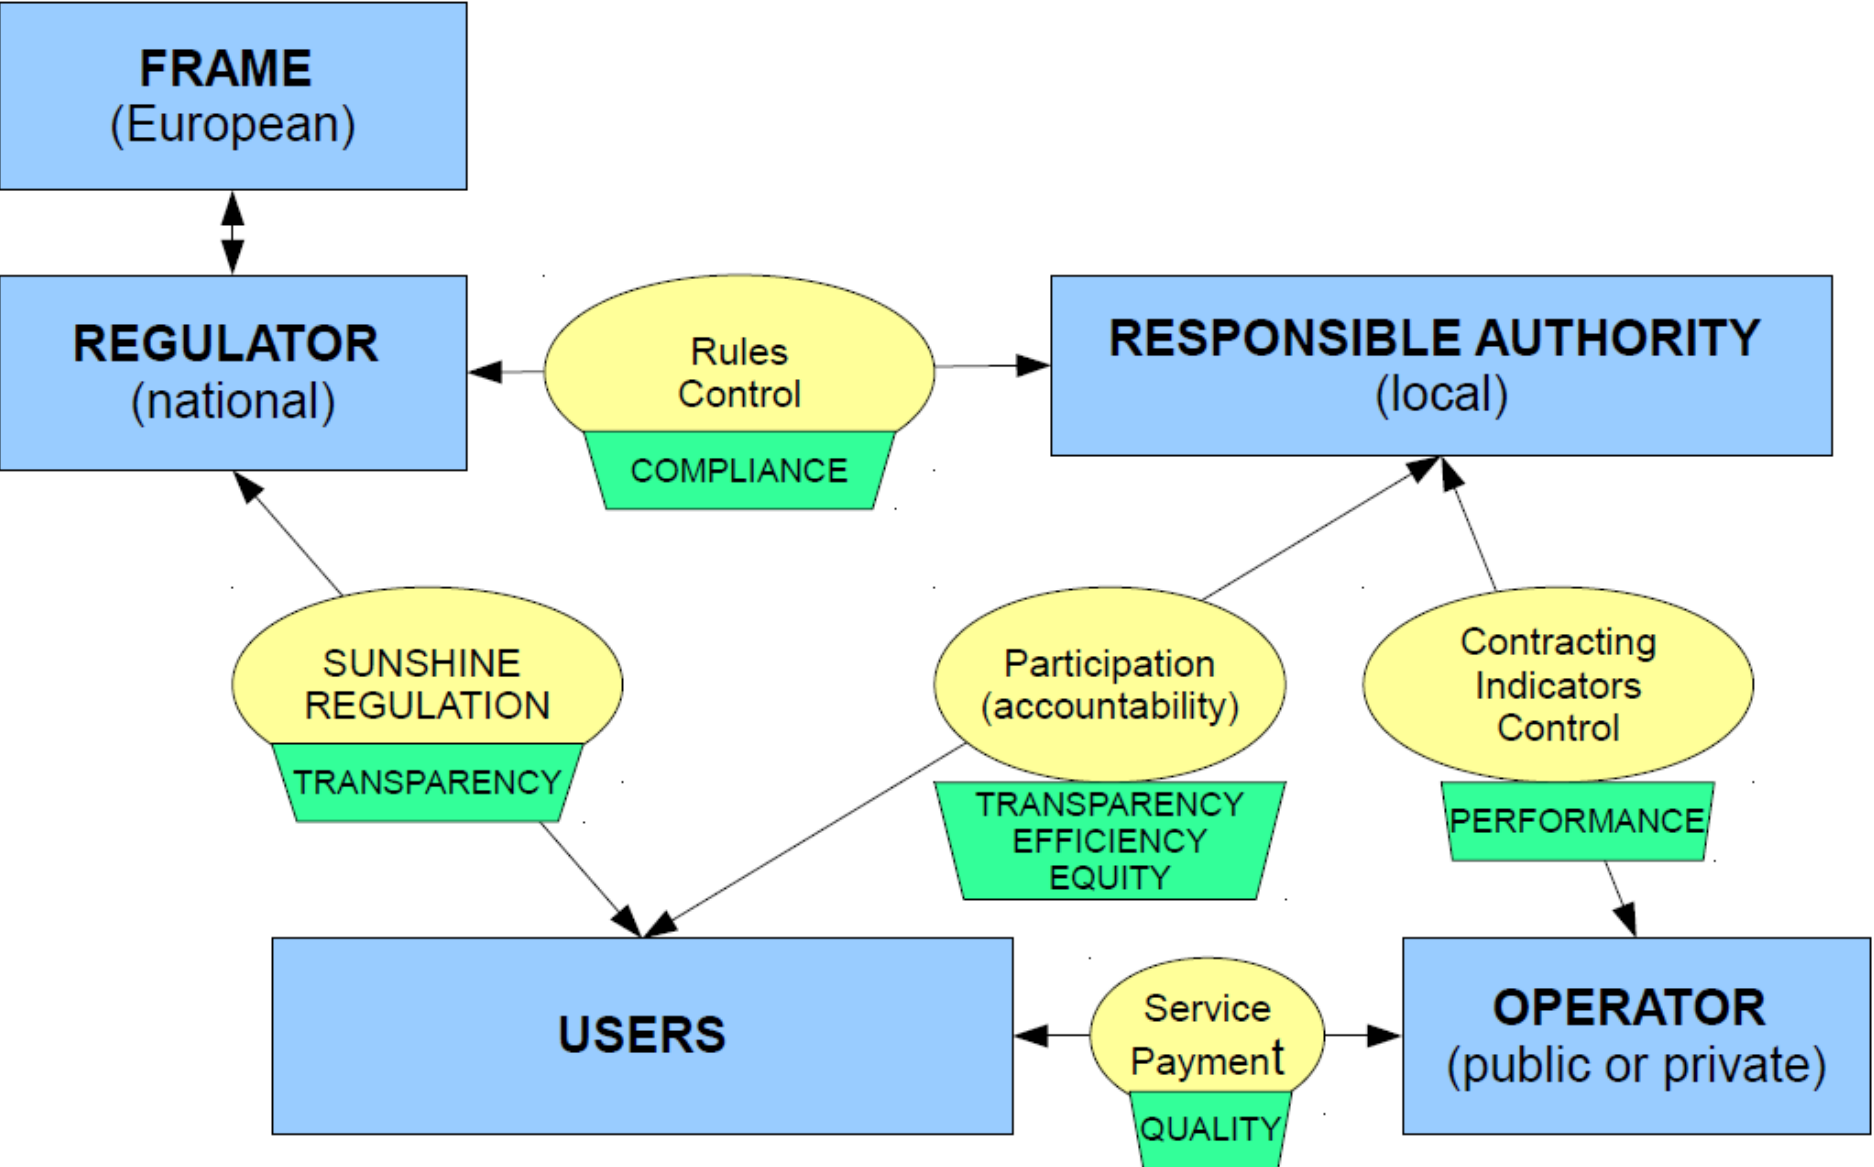 FRAME
(European)
REGULATOR
(national)
Rules
Control
COMPLIANCE
RESPONSIBLE AUTHORITY
(local)
SUNSHINE
REGULATION
TRANSPARENCY
Participation
(accountability)
TRANSPARENCY
EFFICIENCY
EQUITY
Contracting
Indicators
Control
PERFORMANCE
USERS
Service
Payment
QUALITY
OPERATOR
(public or private)